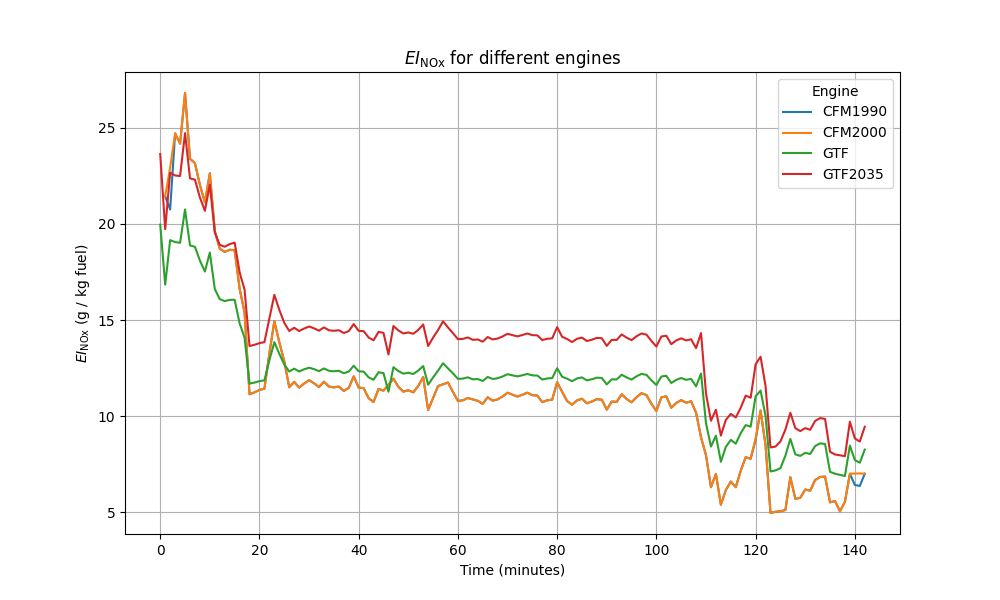 EI_NOx for different engines
Engine
CFM1990
CFM2000
GTF
GTF2035
EI_NOx (g / kg fuel)
25
20
15
10
5
0 20 40 60 80 100 120 140
Time (minutes)